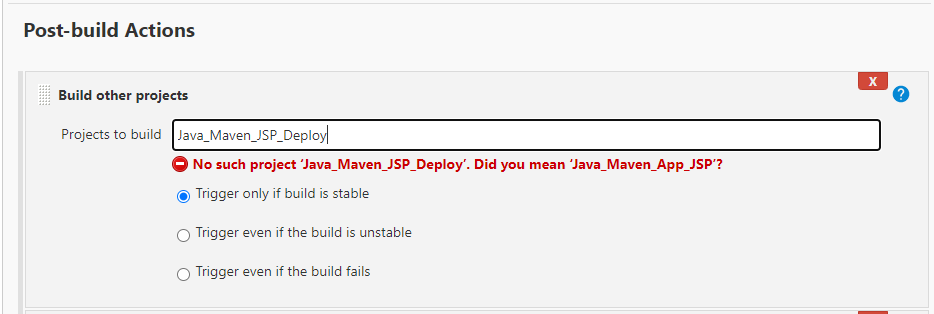 Post-build Actions
X
Build other projects
?
Projects to build Java_Maven_JSP_Deploy
No such project ‘Java_Maven_JSP_Deploy’. Did you mean ‘Java_Maven_App_JSP’?
Trigger only if build is stable
Trigger even if the build is unstable
Trigger even if the build fails